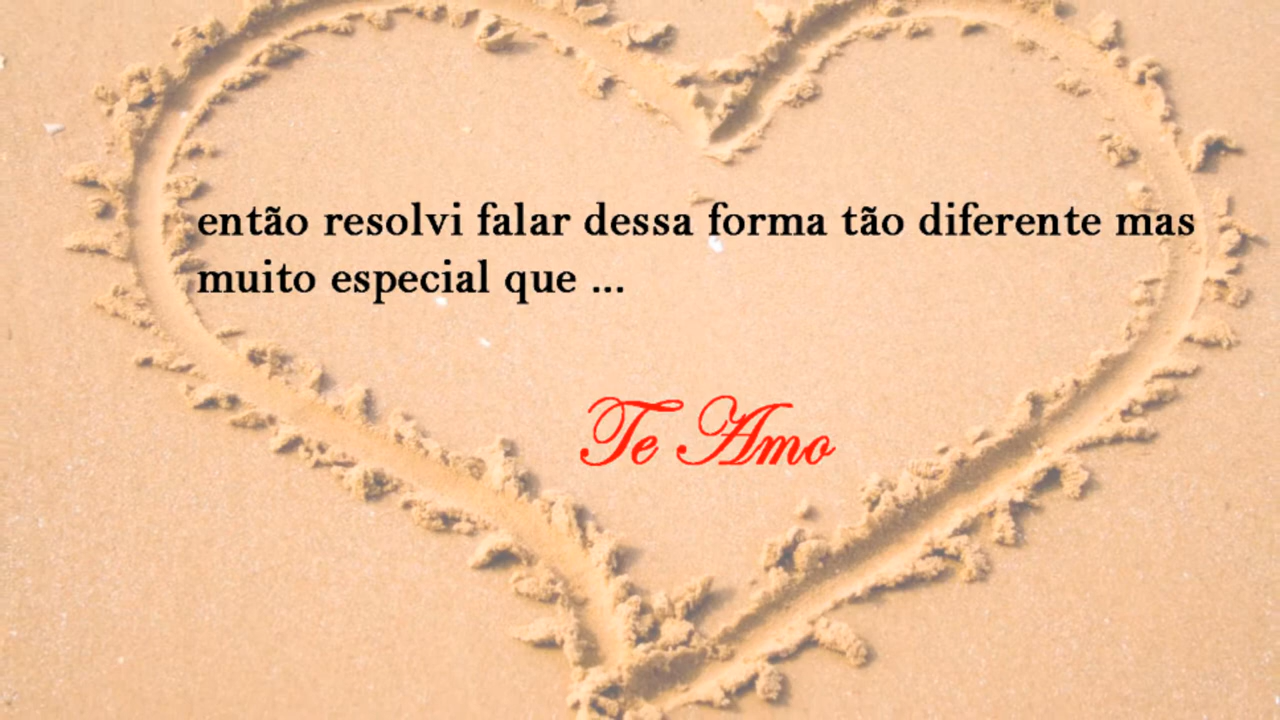 então resolvi falar dessa forma tão diferente mas
muito especial que ...
Te Amo